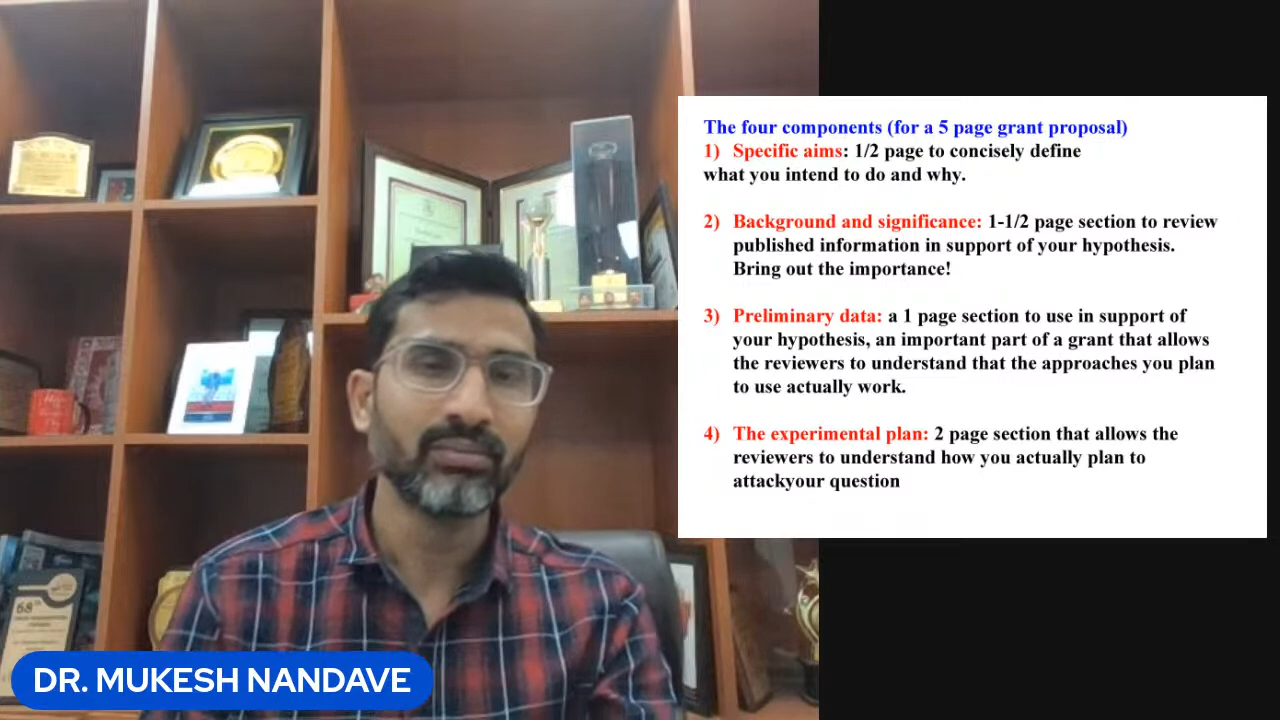 The four components (for a 5 page grant proposal)
1) Specific aims: 1/2 page to concisely define
what you intend to do and why.
2) Background and significance: 1-1/2 page section to review
published information in support of your hypothesis.
Bring out the importance!
3) Preliminary data: a 1 page section to use in support of
your hypothesis, an important part of a grant that allows
the reviewers to understand that the approaches you plan
to use actually work.
4) The experimental plan: 2 page section that allows the
reviewers to understand how you actually plan to
attackyour question
68
DR. MUKESH NANDAVE